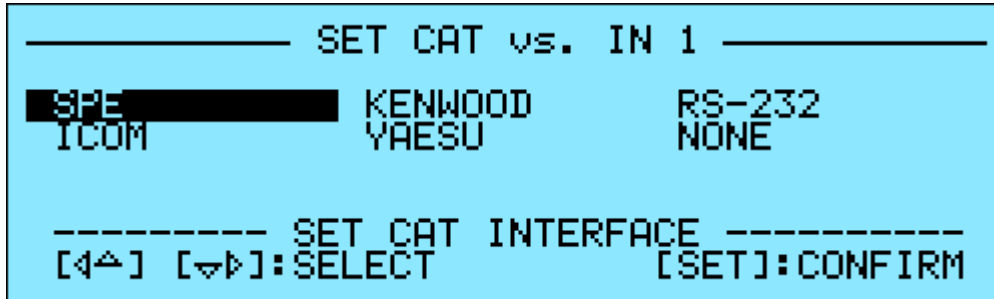 SET CAT vs. IN 1
SPE KENWOOD RS-232
ICOM YAESU NONE
--------- SET CAT INTERFACE ----------
[◁△] [▽▷]:SELECT [SET]:CONFIRM